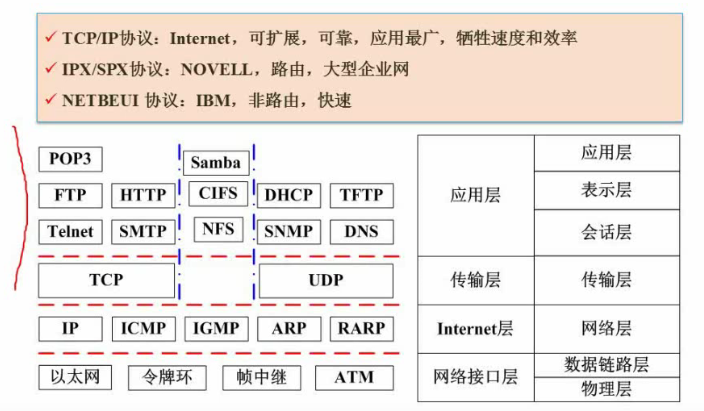 ✓ TCP/IP协议：Internet，可扩展，可靠，应用最广，牺牲速度和效率
✓ IPX/SPX协议：NOVELL，路由，大型企业网
✓ NETBEUI 协议：IBM，非路由，快速
POP3 Samba
FTP HTTP CIFS DHCP TFTP
Telnet SMTP NFS SNMP DNS
TCP UDP
IP ICMP IGMP ARP RARP
以太网 令牌环 帧中继 ATM
应用层 应用层
表示层
会话层
传输层 传输层
Internet层 网络层
网络接口层 数据链路层
物理层